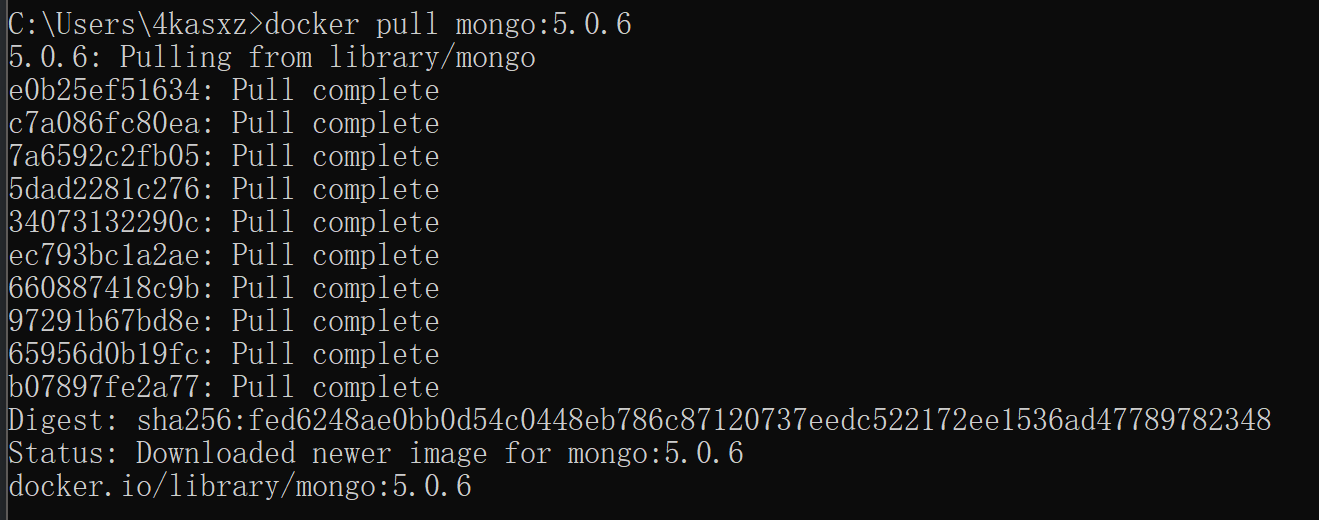 C:\Users\4kasxz>docker pull mongo:5.0.6
5.0.6: Pulling from library/mongo
e0b25ef51634: Pull complete
c7a086fc80ea: Pull complete
7a6592c2fb05: Pull complete
5dad2281c276: Pull complete
34073132290c: Pull complete
ec793bc1a2ae: Pull complete
660887418c9b: Pull complete
97291b67bd8e: Pull complete
65956d0b19fc: Pull complete
b07897fe2a77: Pull complete
Digest: sha256:fed6248ae0bb0d54c0448eb786c87120737eedc522172ee1536ad47789782348
Status: Downloaded newer image for mongo:5.0.6
docker.io/library/mongo:5.0.6